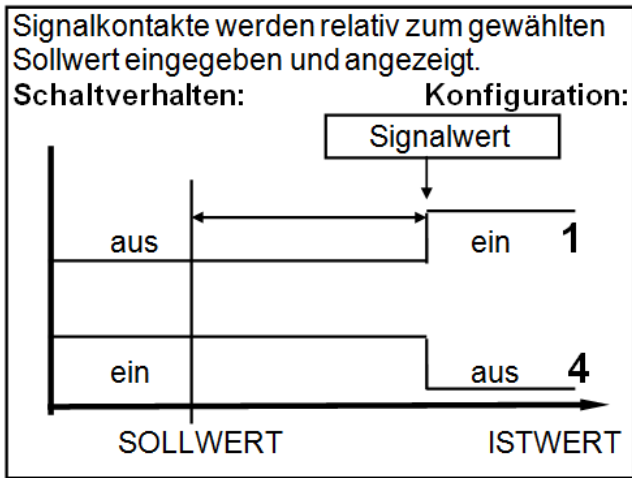 Signalkontakte werden relativ zum gewählten
Sollwert eingegeben und angezeigt.
Schaltverhalten: Konfiguration:
Signalwert
aus ein 1
ein aus 4
SOLLWERT ISTWERT